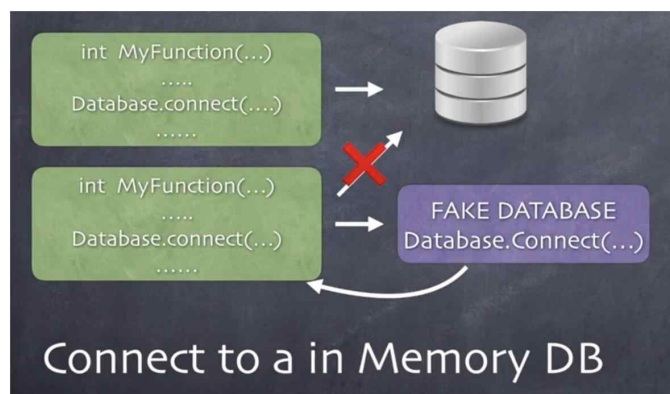 int MyFunction(...)
.....
Database.connect(....)
......
int MyFunction(...)
.....
Database.connect(...)
......
FAKE DATABASE
Database.Connect(...)
Connect to a in Memory DB